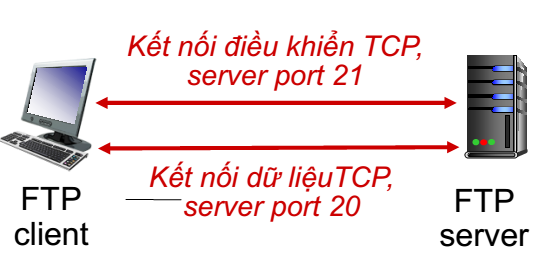 Kết nối điều khiển TCP,
server port 21
Kết nối dữ liệuTCP,
server port 20
FTP
client
FTP
server